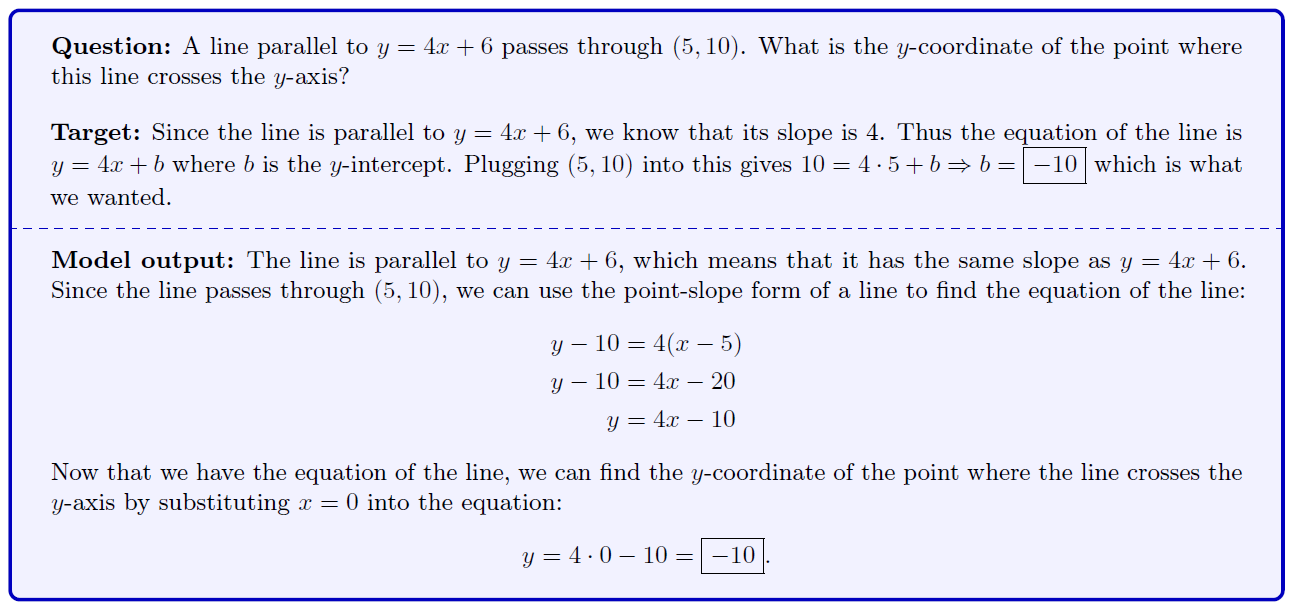 Question: A line parallel to y = 4x + 6 passes through (5, 10). What is the y-coordinate of the point where
this line crosses the y-axis?
Target: Since the line is parallel to y = 4x + 6, we know that its slope is 4. Thus the equation of the line is
y = 4x + b where b is the y-intercept. Plugging (5, 10) into this gives 10 = 4 · 5 + b ⇒ b = −10 which is what
we wanted.
Model output: The line is parallel to y = 4x + 6, which means that it has the same slope as y = 4x + 6.
Since the line passes through (5, 10), we can use the point-slope form of a line to find the equation of the line:
y − 10 = 4(x − 5)
y − 10 = 4x − 20
y = 4x − 10
Now that we have the equation of the line, we can find the y-coordinate of the point where the line crosses the
y-axis by substituting x = 0 into the equation:
y = 4 · 0 − 10 = −10.